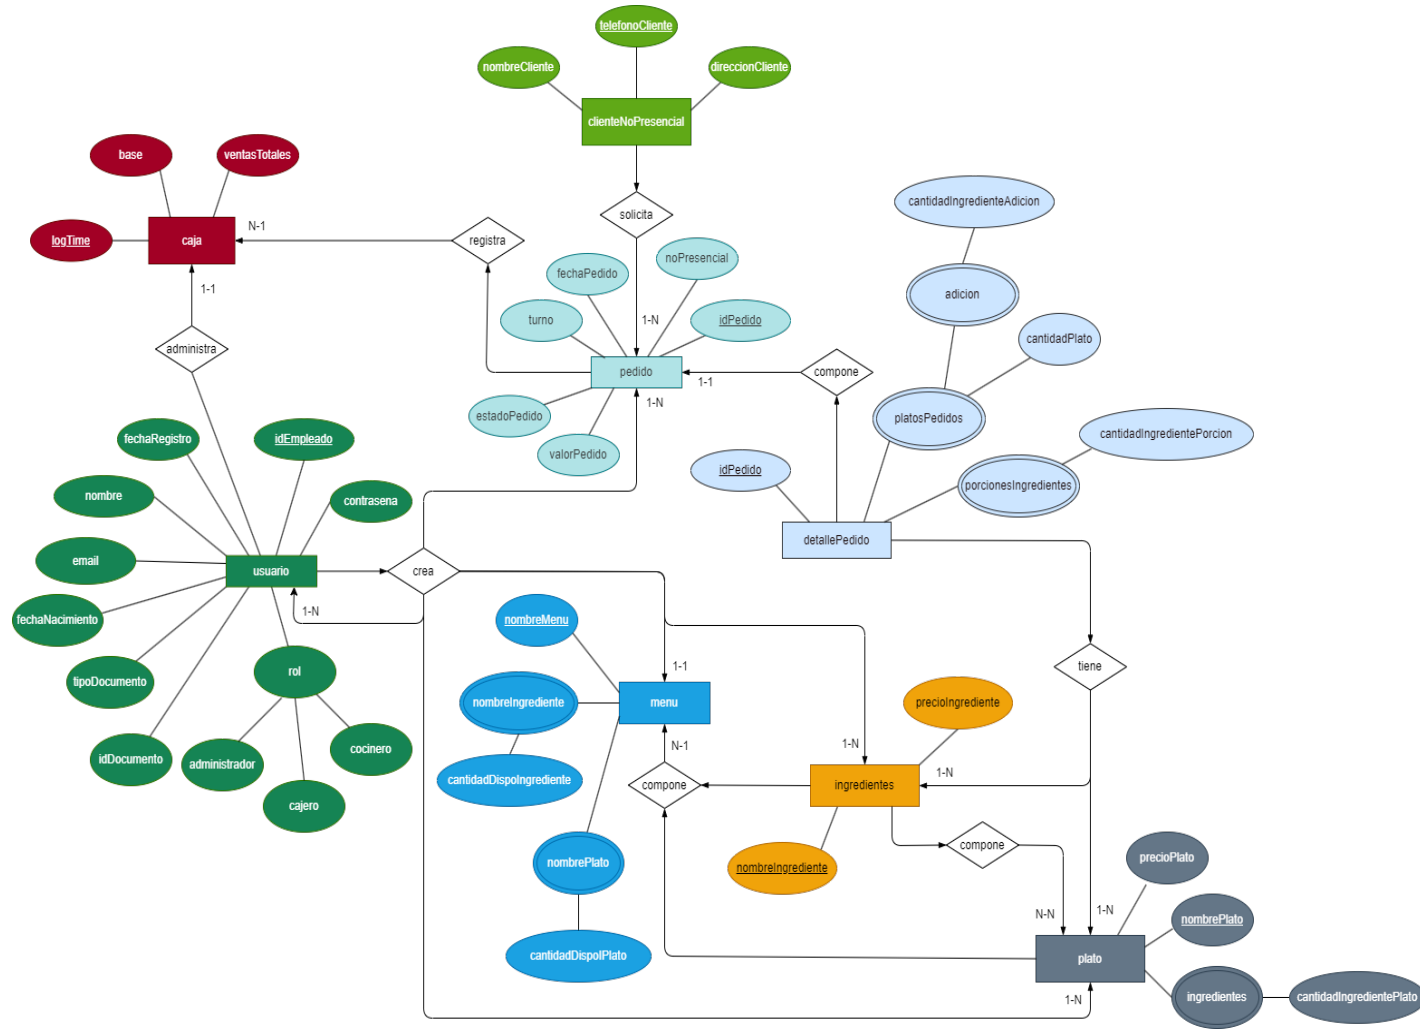 telefonoCliente
nombreCliente
direccionCliente
clienteNoPresencial
base
ventasTotales
logTime
caja
N-1
registra
solicita
cantidadIngredienteAdicion
fechaPedido
noPresencial
adicion
1-1
turno
1-N
idPedido
administra
cantidadPlato
pedido
1-1
compone
1-N
estadoPedido
platosPedidos
valorPedido
cantidadIngredientePorcion
idPedido
porcionesIngredientes
fechaRegistro
idEmpleado
nombre
contrasena
detallePedido
email
usuario
crea
1-N
fechaNacimiento
nombreMenu
tiene
rol
1-1
tipoDocumento
nombreIngrediente
menu
precioIngrediente
idDocumento
administrador
cocinero
N-1
1-N
cantidadDispoIngrediente
compone
ingredientes
1-N
cajero
compone
nombrePlato
nombreIngrediente
precioPlato
N-N
1-N
nombrePlato
cantidadDispolPlato
plato
1-N
ingredientes
cantidadIngredientePlato